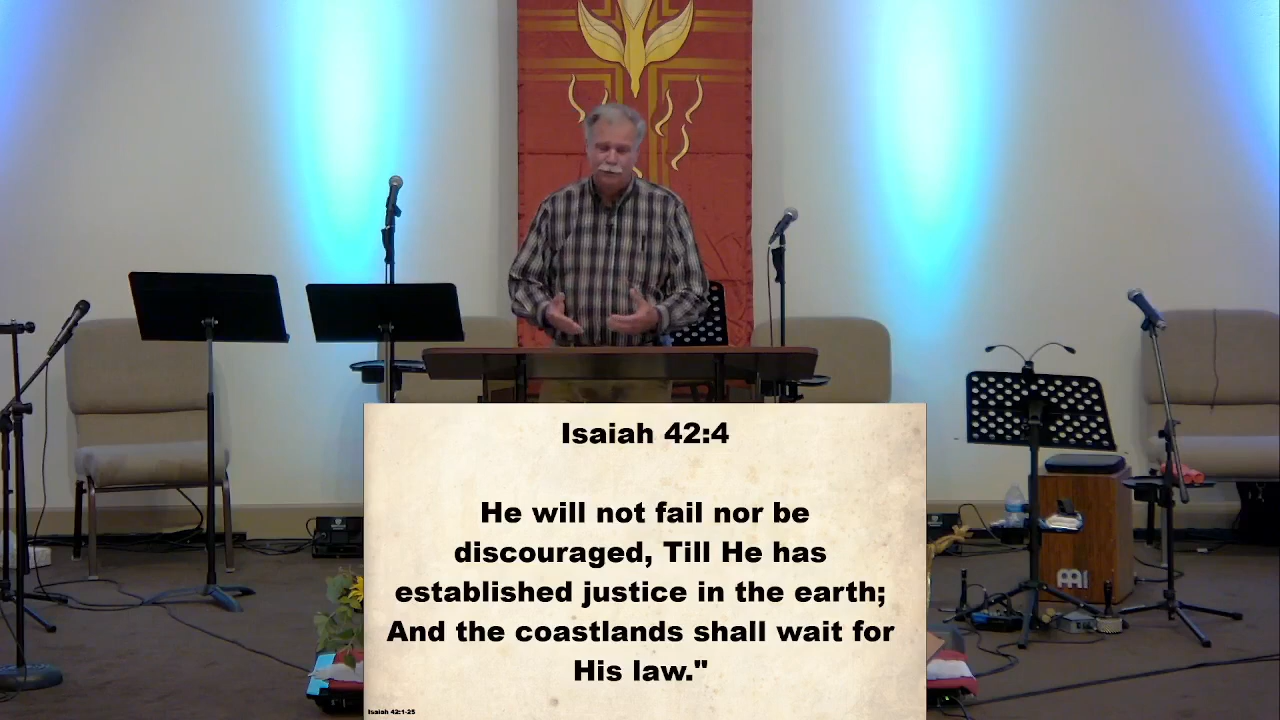 Isaiah 42:4
He will not fail nor be
discouraged, Till He has
established justice in the earth;
And the coastlands shall wait for
His law."
Isaiah 42:1-25
MEINL